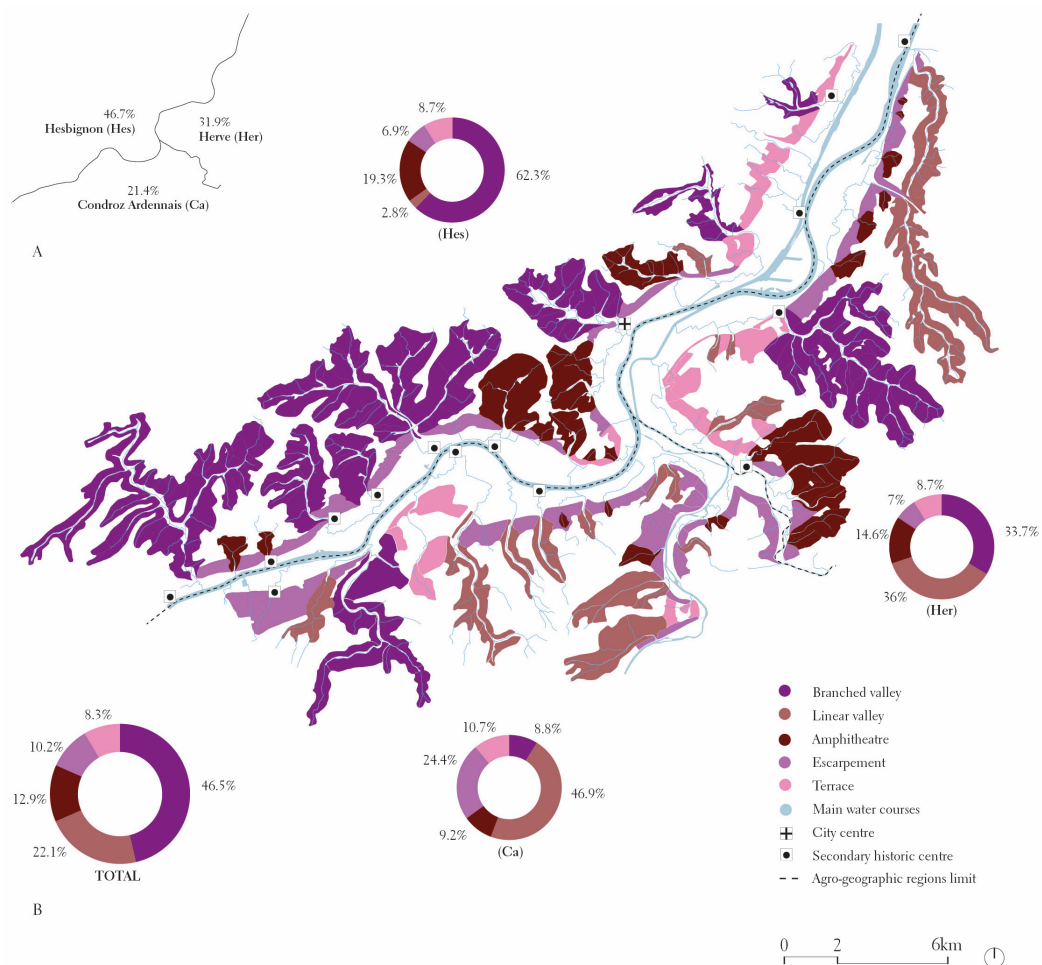 46.7%
Hesbignon (Hes)
31.9%
Herve (Her)
21.4%
Condroz Ardennais (Ca)
A
8.7%
6.9%
19.3%
62.3%
2.8%
(Hes)
8.7%
7%
33.7%
14.6%
36%
(Her)
8.3%
10.2%
46.5%
12.9%
22.1%
TOTAL
10.7%
8.8%
24.4%
46.9%
9.2%
(Ca)
Branched valley
Linear valley
Amphitheatre
Escarpement
Terrace
Main water courses
City centre
Secondary historic centre
Agro-geographic regions limit
B
0 2 6km